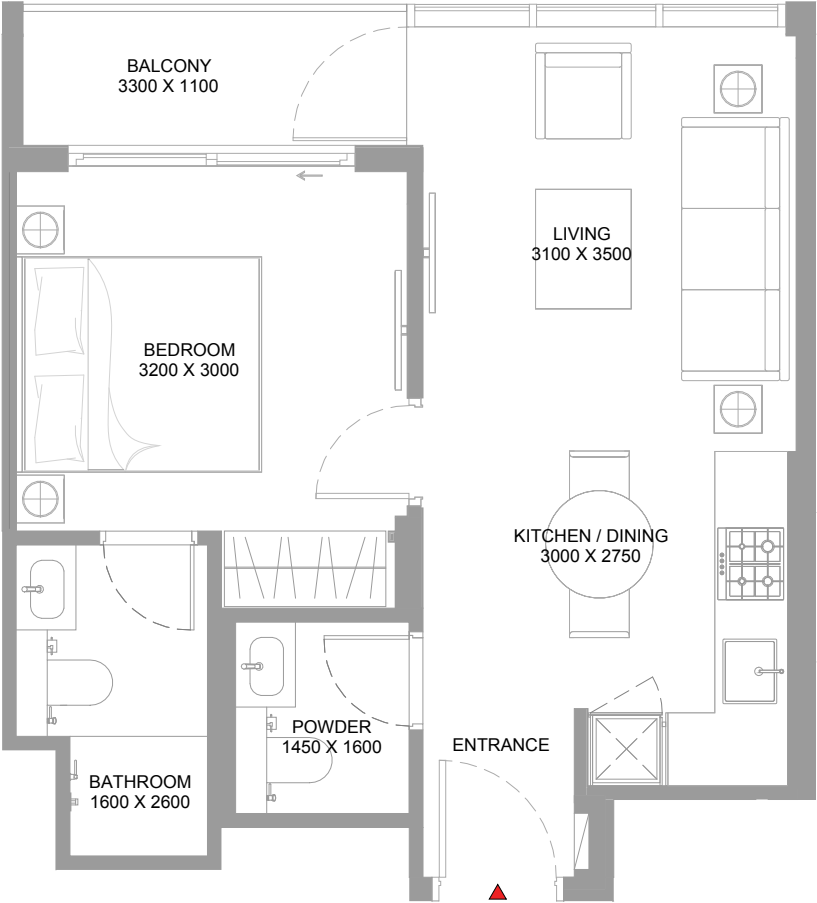 BALCONY
3300 X 1100
LIVING
3100 X 3500
BEDROOM
3200 X 3000
KITCHEN / DINING
3000 X 2750
POWDER
1450 X 1600
ENTRANCE
BATHROOM
1600 X 2600